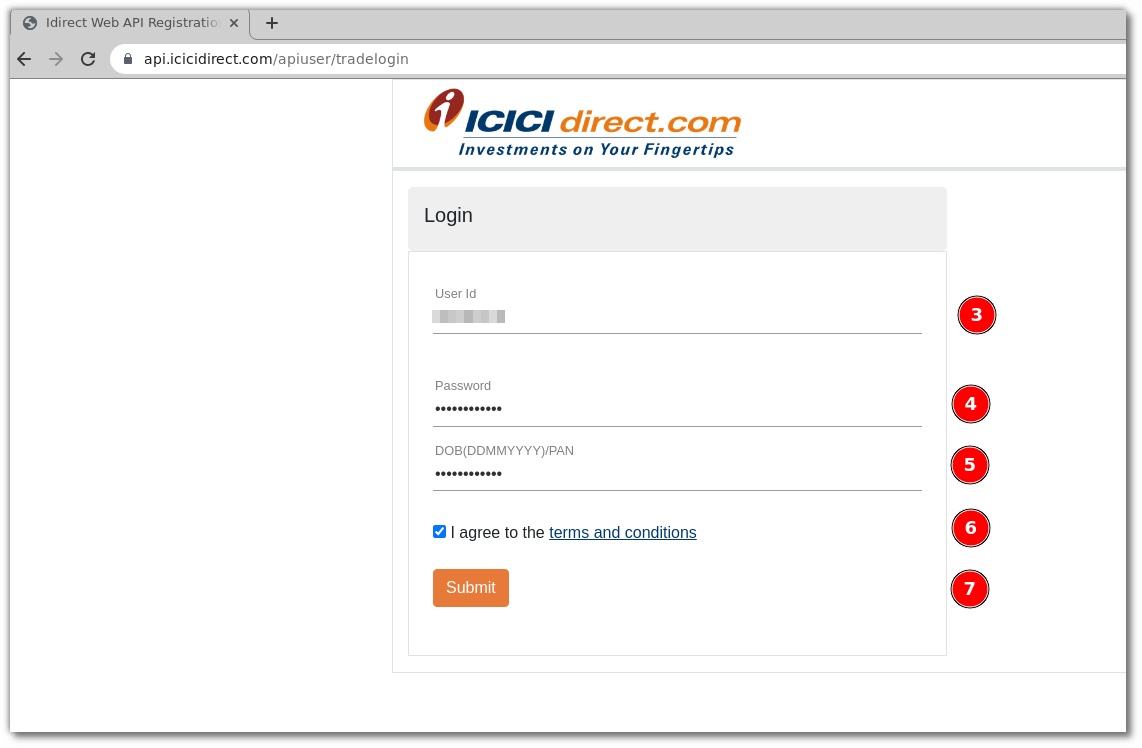 Idirect Web API Registratio
api.icicidirect.com/apiuser/tradelogin
i ICICI direct.com
Investments on Your Fingertips
Login
User Id
3
Password
••••••••••••
4
DOB(DDMMYYYY)/PAN
••••••••••••
5
I agree to the terms and conditions
6
Submit
7